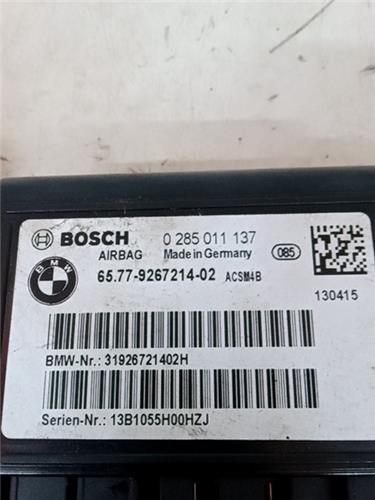 BOSCH 0 285 011 137
AIRBAG Made in Germany 085
BMW 65.77-9267214-02 ACSM4B
130415
BMW-Nr.: 31926721402H
Serien-Nr.: 13B1055H00HZJ